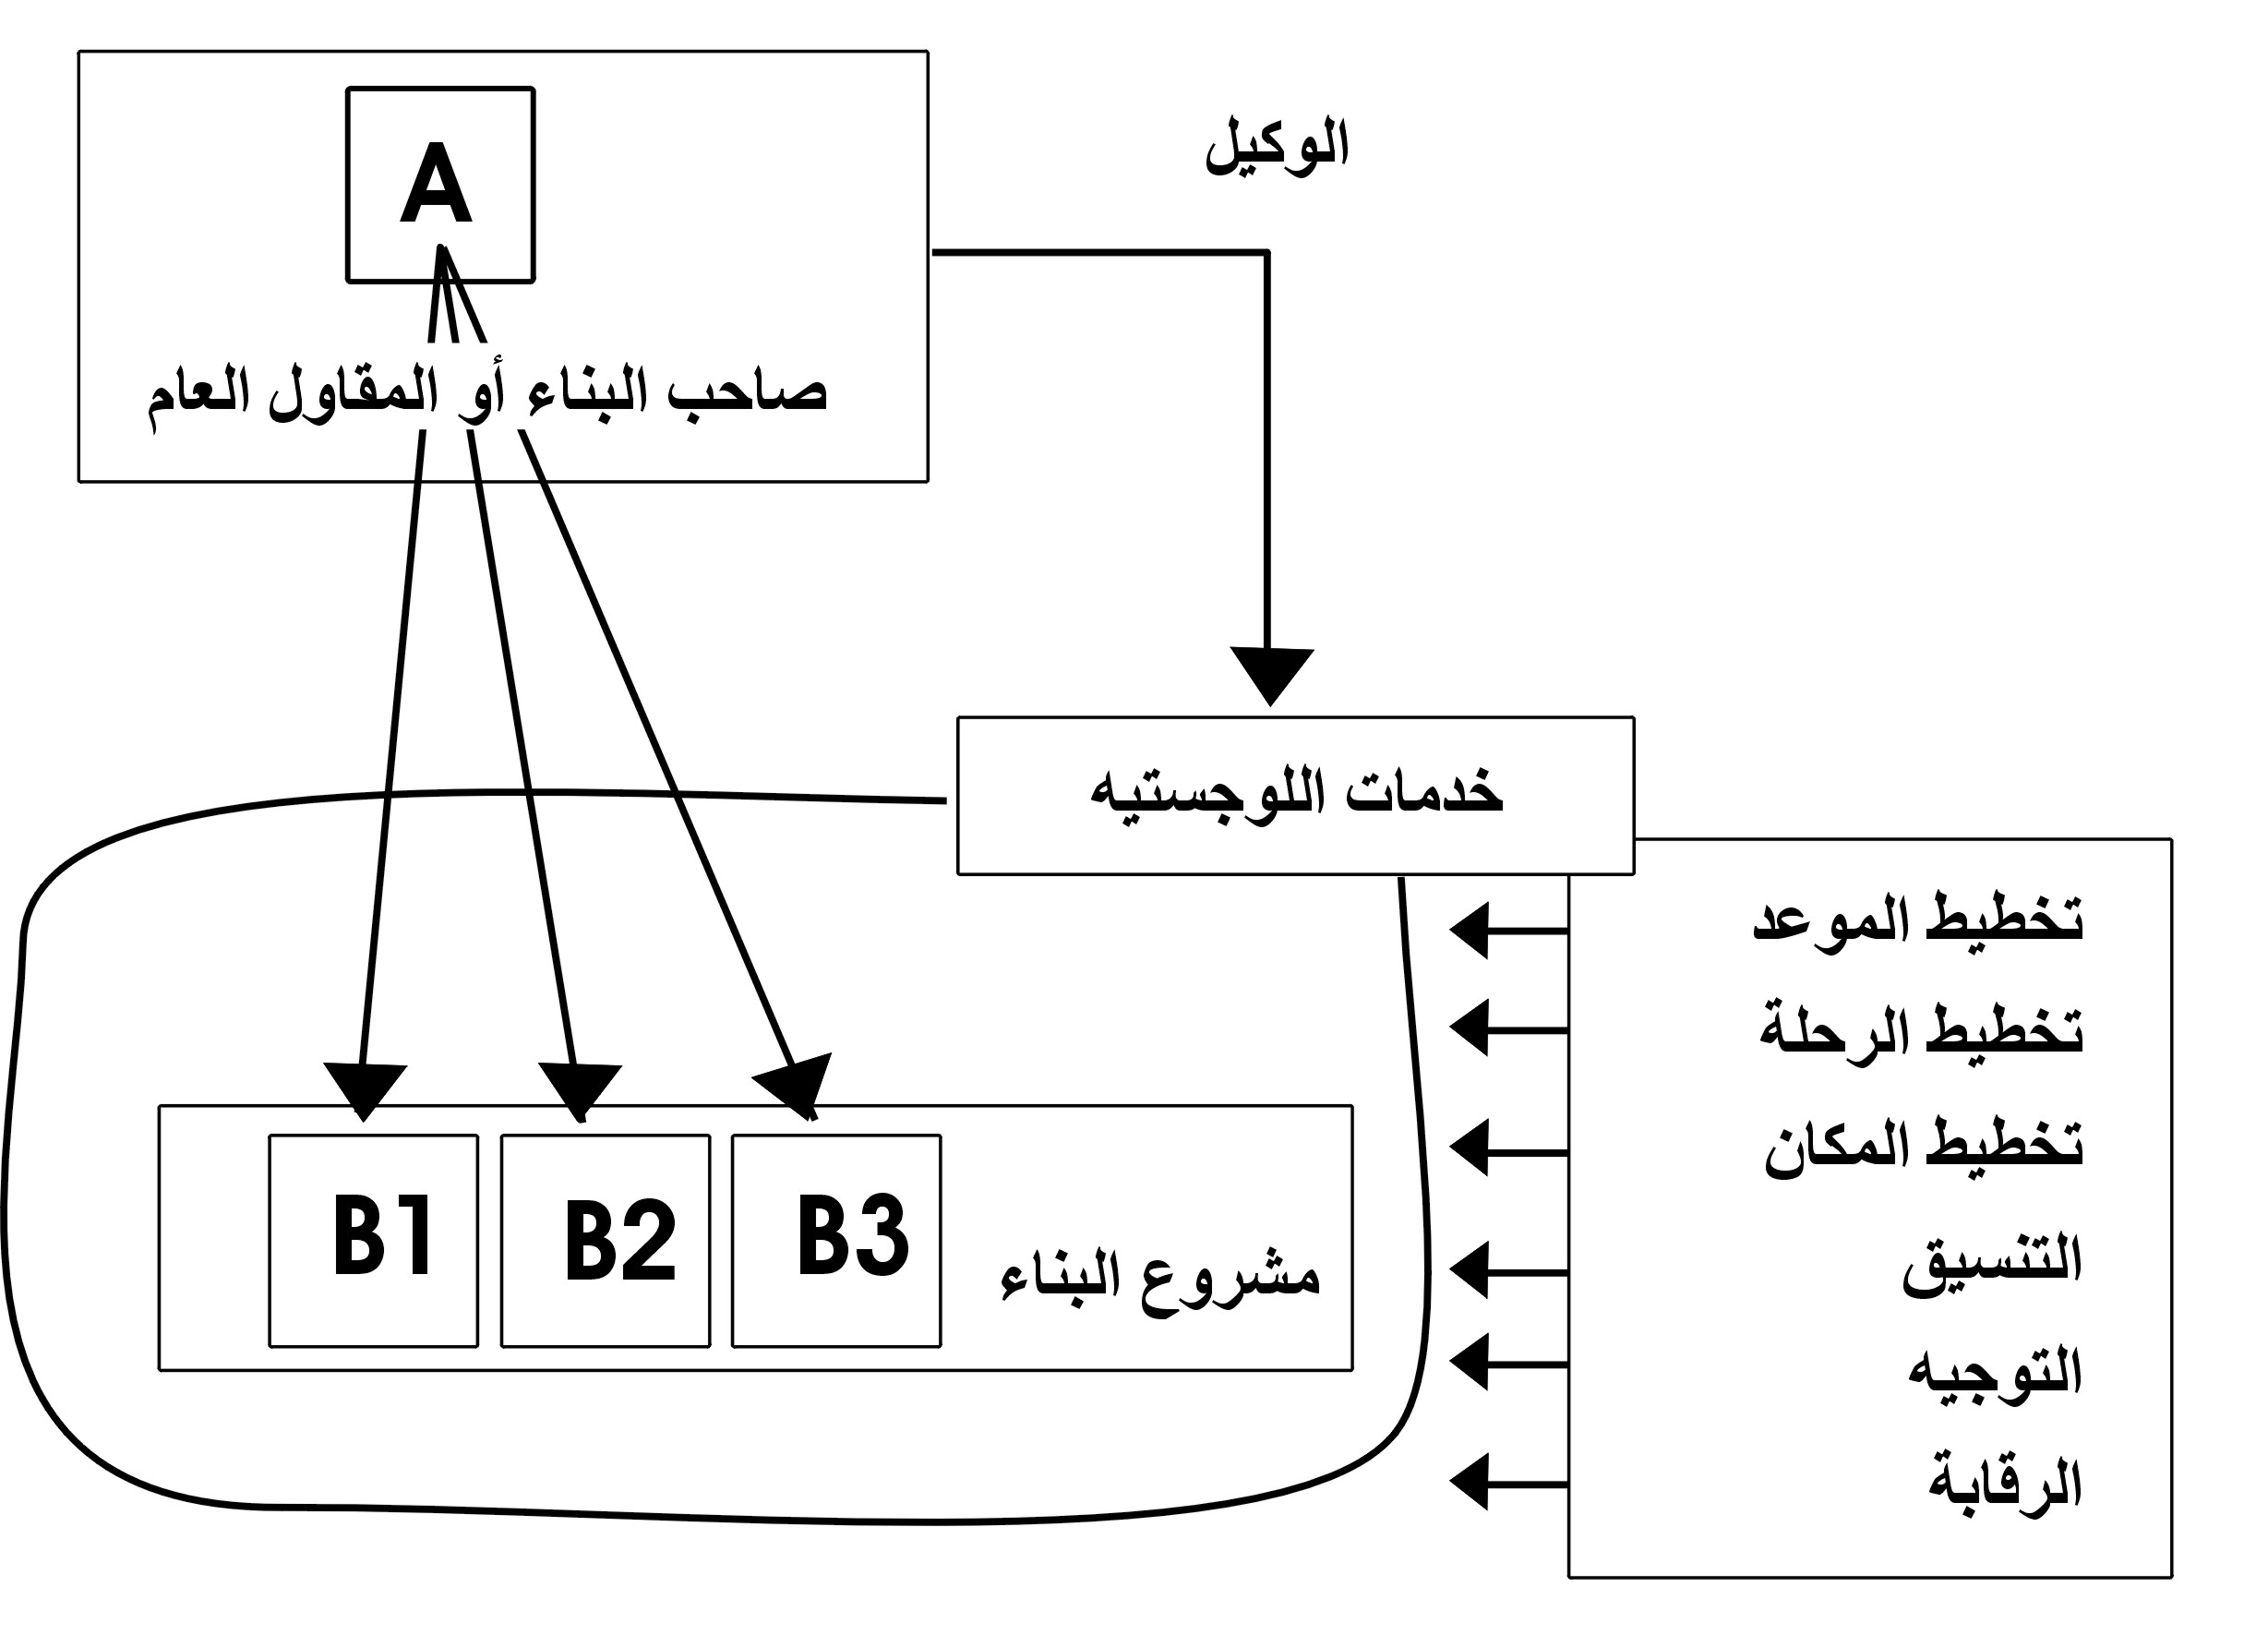 A
الوكيل
صاحب البناء أو المقاول العام
خدمات اللوجستيه
تخطيط الموعد
تخطيط الرحلة
تخطيط المكان
التنسيق
التوجيه
الرقابة
B1
B2
B3
مشروع البناء